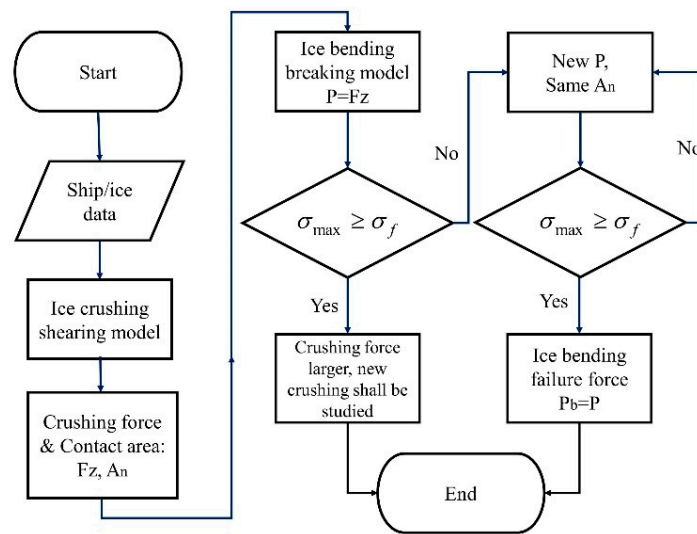 Start
Ship/ice
data
Ice crushing
shearing model
Crushing force
& Contact area:
Fz, An
Ice bending
breaking model
P=Fz
σmax ≥ σf
No
Yes
Crushing force
larger, new
crushing shall be
studied
New P,
Same An
σmax ≥ σf
No
Yes
Ice bending
failure force
Pb=P
End